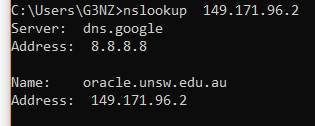 C:\Users\G3NZ>nslookup  149.171.96.2
Server:  dns.google
Address:  8.8.8.8
Name:    oracle.unsw.edu.au
Address:  149.171.96.2